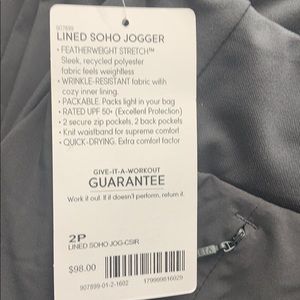 907899
LINED SOHO JOGGER
• FEATHERWEIGHT STRETCH™
Sleek, recycled polyester
fabric feels weightless
• WRINKLE-RESISTANT fabric with
cozy inner lining.
• PACKABLE. Packs light in your bag
• RATED UPF 50+ (Excellent Protection)
• 2 secure zip pockets, 2 back pockets
• Knit waistband for supreme comfort
• QUICK-DRYING. Extra comfort factor
GIVE-IT-A-WORKOUT
GUARANTEE
Work it out. If it doesn't perform, return it.
2P
LINED SOHO JOG-CSIR
$98.00
907899-01-2-1602
179999816029